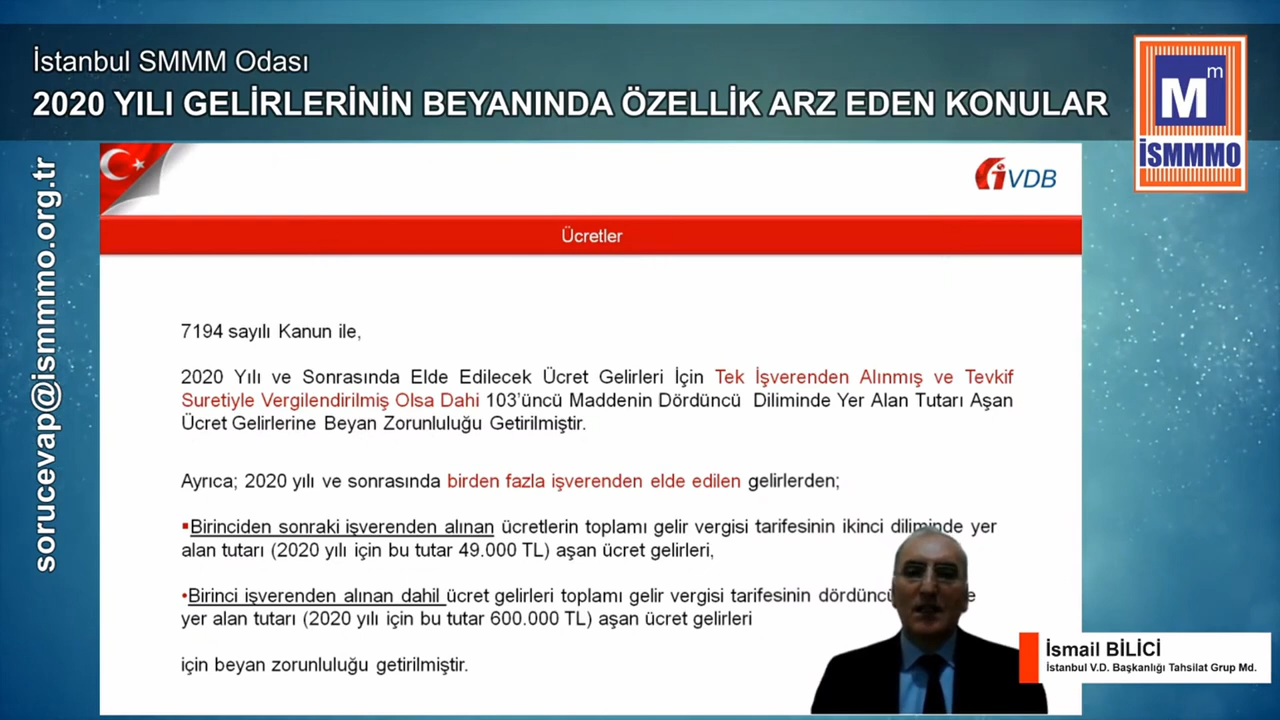 İstanbul SMMM Odası
2020 YILI GELİRLERİNİN BEYANINDA ÖZELLİK ARZ EDEN KONULAR
Mm
İSMMMO
sorucevap@ismmmo.org.tr
iVDB
Ücretler
7194 sayılı Kanun ile,
2020 Yılı ve Sonrasında Elde Edilecek Ücret Gelirleri İçin Tek İşverenden Alınmış ve Tevkif
Suretiyle Vergilendirilmiş Olsa Dahi 103'üncü Maddenin Dördüncü Diliminde Yer Alan Tutarı Aşan
Ücret Gelirlerine Beyan Zorunluluğu Getirilmiştir.
Ayrıca; 2020 yılı ve sonrasında birden fazla işverenden elde edilen gelirlerden;
▪Birinciden sonraki işverenden alınan ücretlerin toplamı gelir vergisi tarifesinin ikinci diliminde yer
alan tutarı (2020 yılı için bu tutar 49.000 TL) aşan ücret gelirleri,
•Birinci işverenden alınan dahil ücret gelirleri toplamı gelir vergisi tarifesinin dördüncü
yer alan tutarı (2020 yılı için bu tutar 600.000 TL) aşan ücret gelirleri
için beyan zorunluluğu getirilmiştir.
İsmail BİLİCİ
İstanbul V.D. Başkanlığı Tahsilat Grup Md.